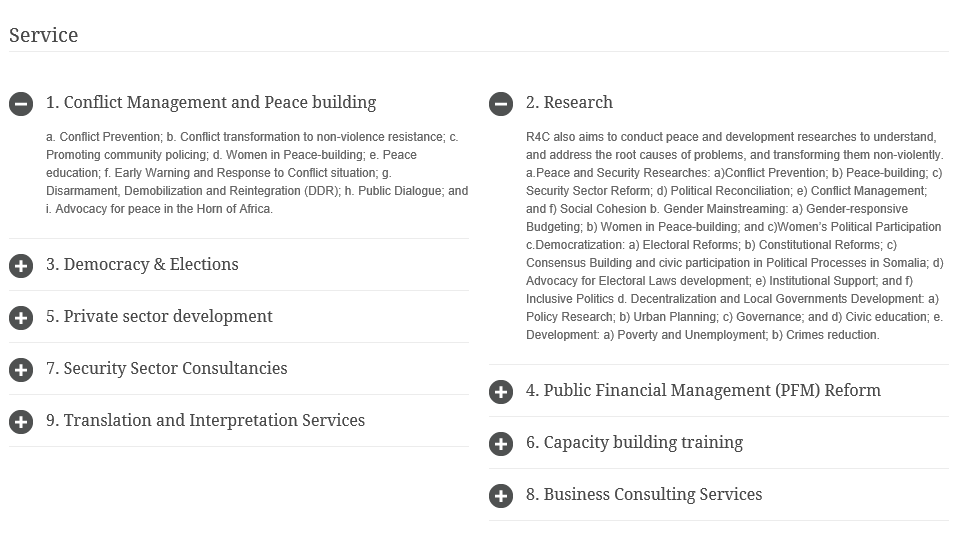 Service
1. Conflict Management and Peace building
a. Conflict Prevention; b. Conflict transformation to non-violence resistance; c.
Promoting community policing; d. Women in Peace-building; e. Peace
education; f. Early Warning and Response to Conflict situation; g.
Disarmament, Demobilization and Reintegration (DDR); h. Public Dialogue; and
i. Advocacy for peace in the Horn of Africa.
3. Democracy & Elections
5. Private sector development
7. Security Sector Consultancies
9. Translation and Interpretation Services
2. Research
R4C also aims to conduct peace and development researches to understand,
and address the root causes of problems, and transforming them non-violently.
a.Peace and Security Researches: a)Conflict Prevention; b) Peace-building; c)
Security Sector Reform; d) Political Reconciliation; e) Conflict Management;
and f) Social Cohesion b. Gender Mainstreaming: a) Gender-responsive
Budgeting; b) Women in Peace-building; and c)Women's Political Participation
c.Democratization: a) Electoral Reforms; b) Constitutional Reforms; c)
Consensus Building and civic participation in Political Processes in Somalia; d)
Advocacy for Electoral Laws development; e) Institutional Support; and f)
Inclusive Politics d. Decentralization and Local Governments Development: a)
Policy Research; b) Urban Planning; c) Governance; and d) Civic education; e.
Development: a) Poverty and Unemployment; b) Crimes reduction.
4. Public Financial Management (PFM) Reform
6. Capacity building training
8. Business Consulting Services